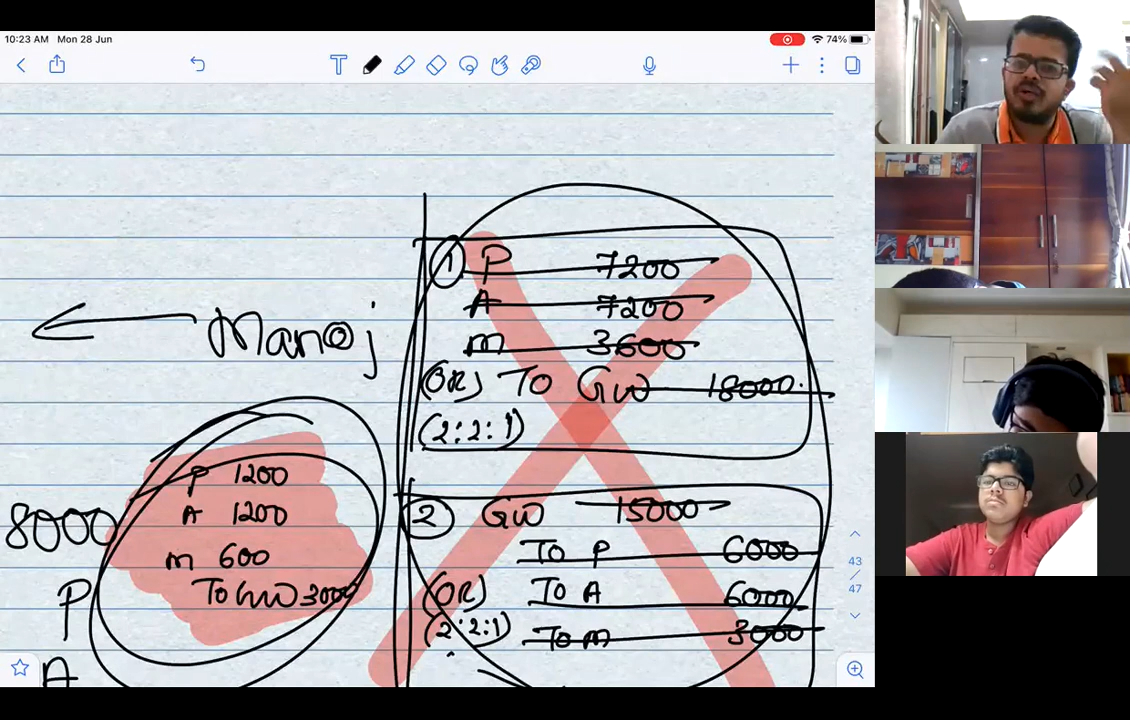 10:23 AM Mon 28 Jun
74%
T
1 P 7200
A 7200
m 3600
(OR) To GW 18000
(2:2:1)
Manoj
P 1200
A 1200
m 600
To GW 3000
8000
P
A
2 GW 15000
To P 6000
(OR) To A 6000
(2:2:1) To m 3000
43
/
47